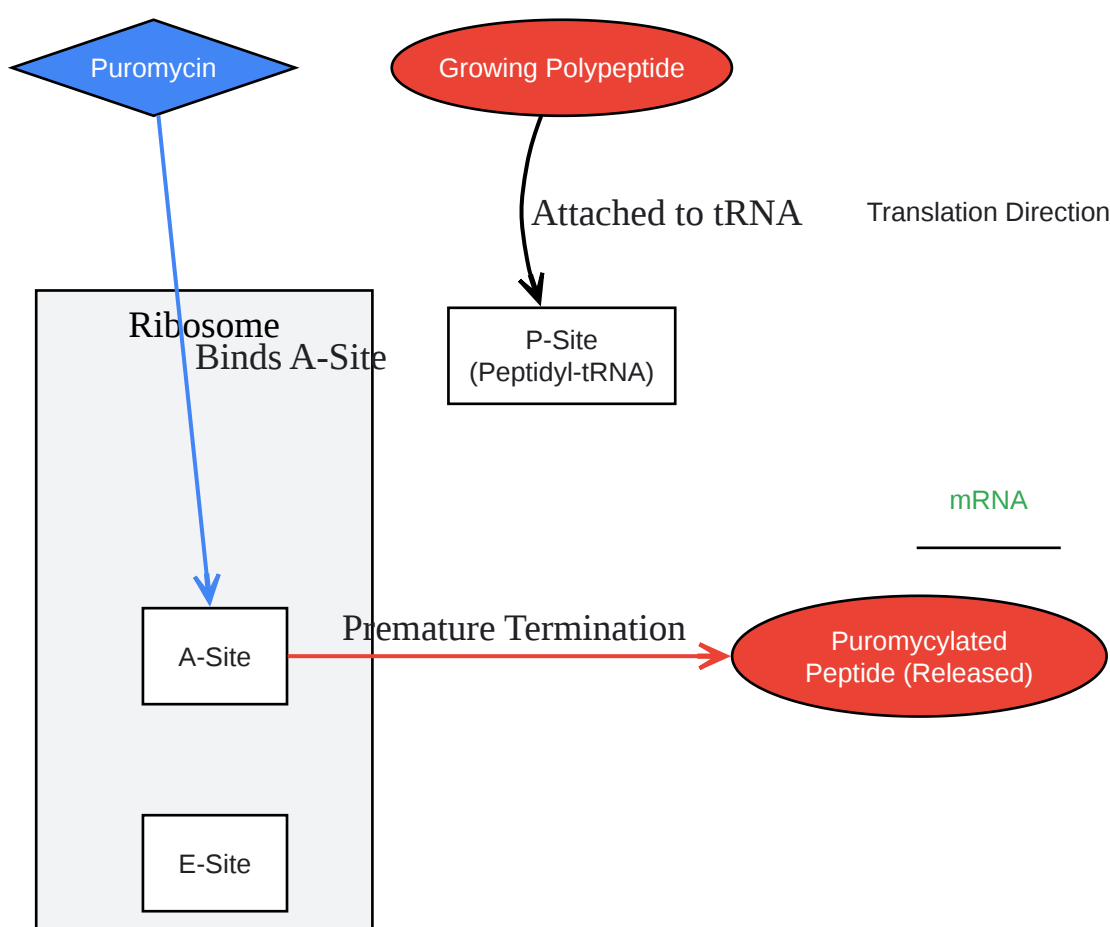 Puromycin
Growing Polypeptide
Attached to tRNA
Translation Direction
Ribosome
Binds A-Site
P-Site
(Peptidyl-tRNA)
mRNA
Premature Termination
A-Site
Puromycylated
Peptide (Released)
E-Site